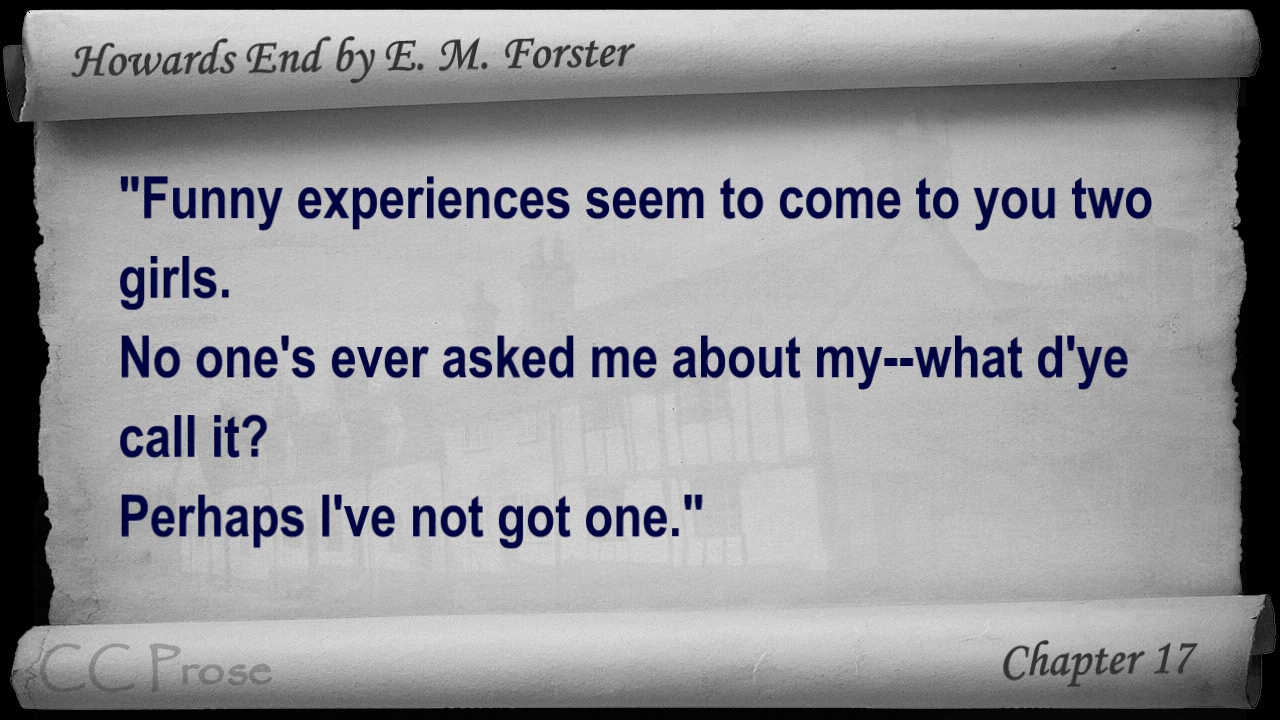 Howards End by E. M. Forster
"Funny experiences seem to come to you two
girls.
No one's ever asked me about my--what d'ye
call it?
Perhaps I've not got one."
CC Prose
Chapter 17